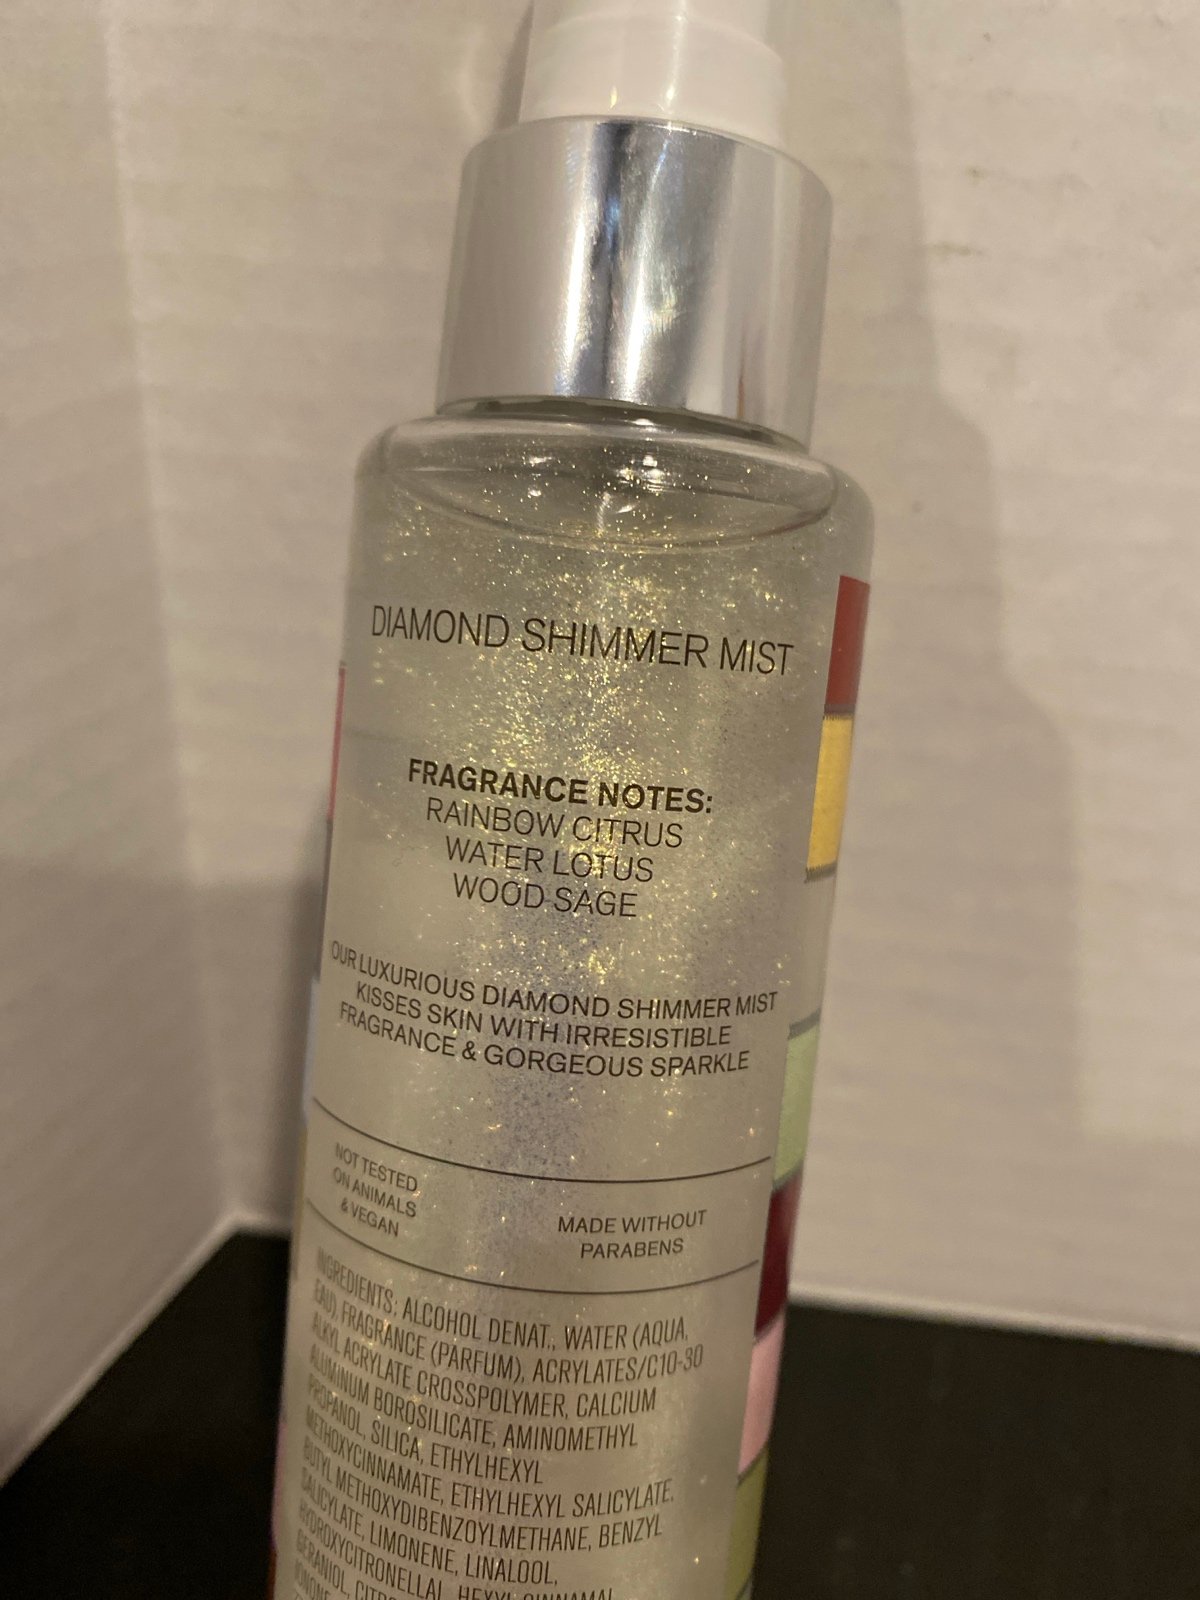 DIAMOND SHIMMER MIST
FRAGRANCE NOTES:
RAINBOW CITRUS
WATER LOTUS
WOOD SAGE
OUR LUXURIOUS DIAMOND SHIMMER MIST
KISSES SKIN WITH IRRESISTIBLE
FRAGRANCE & GORGEOUS SPARKLE
NOT TESTED
ON ANIMALS
& VEGAN
MADE WITHOUT
PARABENS
INGREDIENTS: ALCOHOL DENAT., WATER (AQUA,
EAU), FRAGRANCE (PARFUM), ACRYLATES/C10-30
ALKYL ACRYLATE CROSSPOLYMER, CALCIUM
ALUMINUM BOROSILICATE, AMINOMETHYL
PROPANOL, SILICA, ETHYLHEXYL
METHOXYCINNAMATE, ETHYLHEXYL SALICYLATE,
BUTYL METHOXYDIBENZOYLMETHANE, BENZYL
SALICYLATE, LIMONENE, LINALOOL,
HYDROXYCITRONELLAL, HEXYL CINNAMAL
GERANIOL,